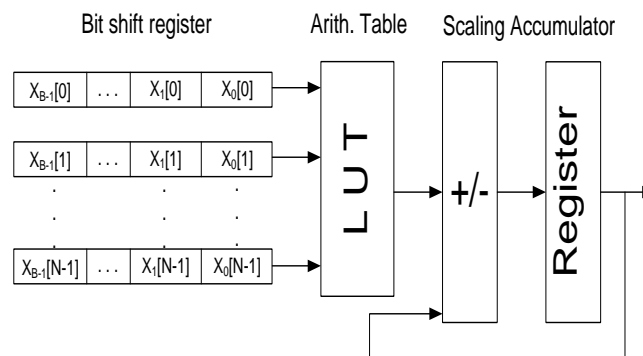 Bit shift register
Arith. Table
Scaling Accumulator
X_{B-1}[0] . . . X_1[0] X_0[0]
X_{B-1}[1] . . . X_1[1] X_0[1]
X_{B-1}[N-1] . . . X_1[N-1] X_0[N-1]
LUT
+/-
Register